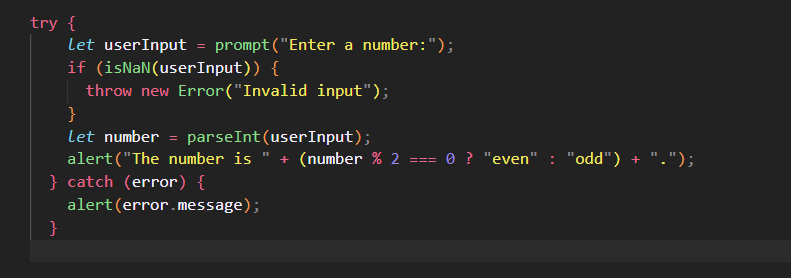 try {
let userInput = prompt("Enter a number:");
if (isNaN(userInput)) {
throw new Error("Invalid input");
}
let number = parseInt(userInput);
alert("The number is " + (number % 2 === 0 ? "even" : "odd") + ".");
} catch (error) {
alert(error.message);
}